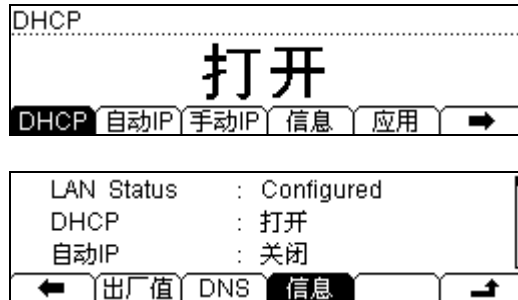 DHCP
打开
DHCP 自动IP 手动IP 信息 应用
LAN Status : Configured
DHCP : 打开
自动IP : 关闭
出厂值 DNS 信息